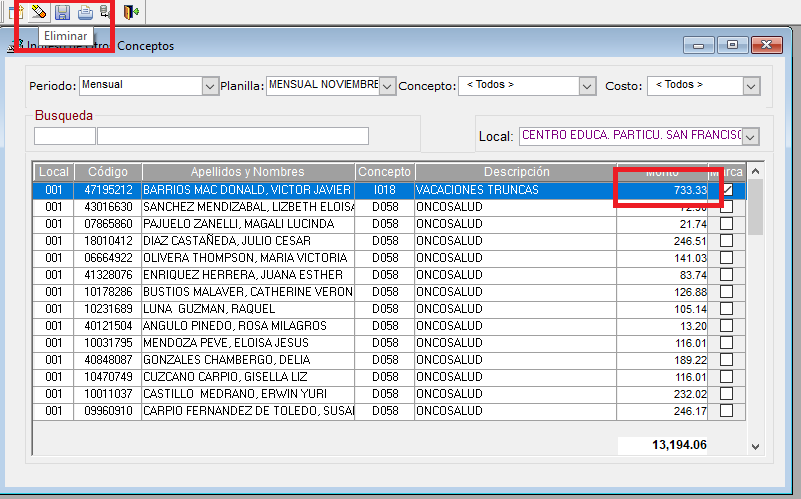 Eliminar
Conceptos
Periodo: Mensual Planilla: MENSUAL NOVIEMBRE Concepto: < Todos > Costo: < Todos >
Busqueda
Local: CENTRO EDUCA. PARTICU. SAN FRANCISC
Local Código Apellidos y Nombres Concepto Descripción Monto Marca
001 47195212 BARRIOS MAC DONALD, VICTOR JAVIER I018 VACACIONES TRUNCAS 733.33
001 43016630 SANCHEZ MENDIZABAL, LIZBETH ELOISA D058 ONCOSALUD 72.50
001 07865860 PAJUELO ZANELLI, MAGALI LUCINDA D058 ONCOSALUD 21.74
001 18010412 DIAZ CASTAÑEDA, JULIO CESAR D058 ONCOSALUD 246.51
001 06664922 OLIVERA THOMPSON, MARIA VICTORIA D058 ONCOSALUD 141.03
001 41328076 ENRIQUEZ HERRERA, JUANA ESTHER D058 ONCOSALUD 83.74
001 10178286 BUSTIOS MALAVER, CATHERINE VERON D058 ONCOSALUD 126.88
001 10231689 LUNA GUZMAN, RAQUEL D058 ONCOSALUD 105.14
001 40121504 ANGULO PINEDO, ROSA MILAGROS D058 ONCOSALUD 13.20
001 10031795 MENDOZA PEVE, ELOISA JESUS D058 ONCOSALUD 116.01
001 40848087 GONZALES CHAMBERGO, DELIA D058 ONCOSALUD 189.22
001 10470749 CUZCANO CARPIO, GISELLA LIZ D058 ONCOSALUD 116.01
001 10011037 CASTILLO MEDRANO, ERWIN YURI D058 ONCOSALUD 232.02
001 09960910 CARPIO FERNANDEZ DE TOLEDO, SUSA D058 ONCOSALUD 246.17
13,194.06